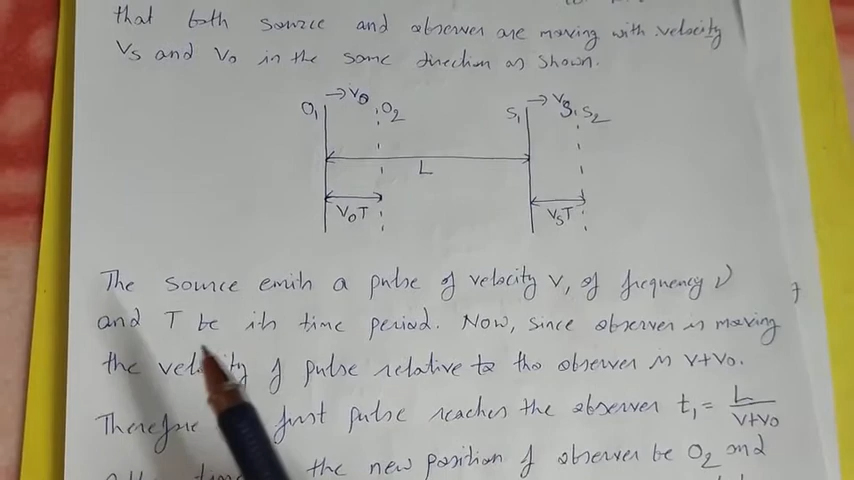 that both source and observer are moving with velocity
Vs and Vo in the same direction as shown.
O1 → Vo O2 S1 → Vs S2
L
VoT VsT
The source emits a pulse of velocity v, of frequency ν
and T be its time period. Now, since observer is moving
the velocity of pulse relative to the observer is v+vo.
Therefore first pulse reaches the observer t1 = L / (v+vo)
the new position of observer be O2 and